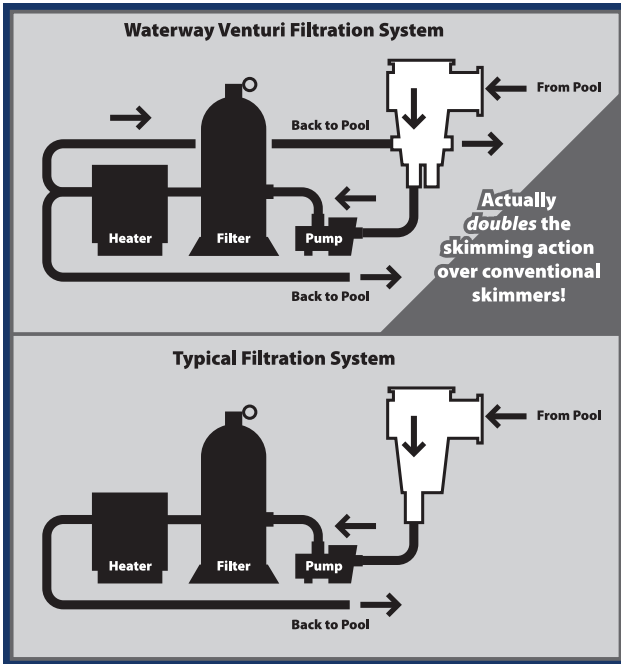 Waterway Venturi Filtration System
From Pool
Back to Pool
Actually
doubles the
skimming action
over conventional
skimmers!
Heater
Filter
Pump
Back to Pool
Typical Filtration System
From Pool
Heater
Filter
Pump
Back to Pool